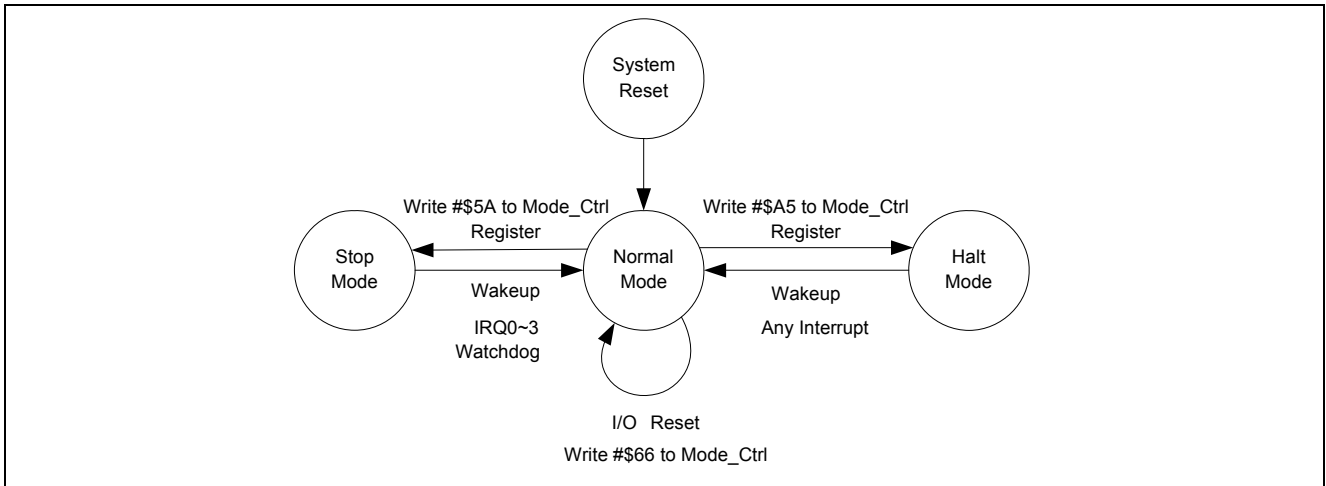 System
Reset
Write #$5A to Mode_Ctrl
Register
Write #$A5 to Mode_Ctrl
Register
Stop
Mode
Normal
Mode
Halt
Mode
Wakeup
IRQ0~3
Watchdog
Wakeup
Any Interrupt
I/O Reset
Write #$66 to Mode_Ctrl